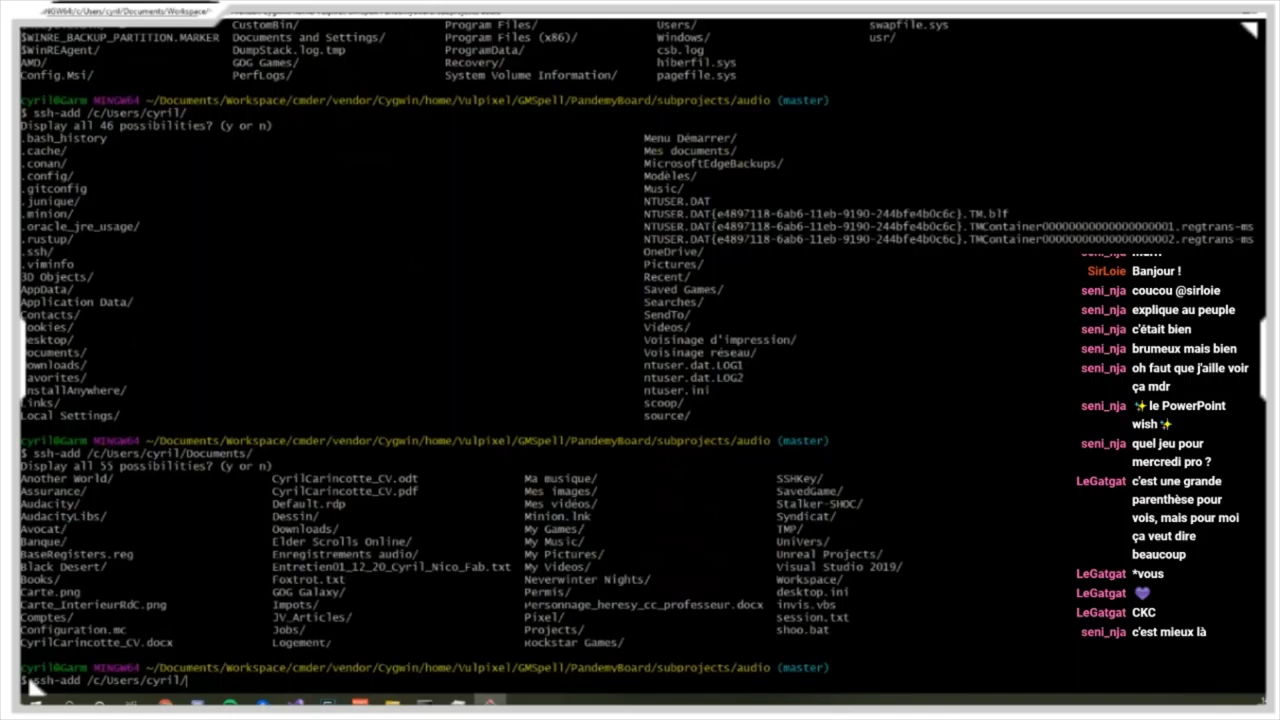 MINGW64:/c/Users/cyril/Documents/Workspace/
CustomBin/ Program Files/ Users/ swapfile.sys
$WINRE_BACKUP_PARTITION.MARKER Documents and Settings/ Program Files (x86)/ Windows/ usr/
$WinREAgent/ DumpStack.log.tmp ProgramData/ csb.log
AMD/ GOG Games/ Recovery/ hiberfil.sys
Config.Msi/ PerfLogs/ System Volume Information/ pagefile.sys
cyril@Garm MINGW64 ~/Documents/Workspace/cmder/vendor/Cygwin/home/Vulpixel/GMSpell/PandemyBoard/subprojects/audio (master)
$ ssh-add /c/Users/cyril/
Display all 46 possibilities? (y or n)
.bash_history Menu Démarrer/
.cache/ Mes documents/
.conan/ MicrosoftEdgeBackups/
.config/ Modèles/
.gitconfig Music/
.junique/ NTUSER.DAT
.minion/ NTUSER.DAT{e4897118-6ab6-11eb-9190-244bfe4b0c6c}.TM.blf
.oracle_jre_usage/ NTUSER.DAT{e4897118-6ab6-11eb-9190-244bfe4b0c6c}.TMContainer00000000000000000001.regtrans-ms
.rustup/ NTUSER.DAT{e4897118-6ab6-11eb-9190-244bfe4b0c6c}.TMContainer00000000000000000002.regtrans-ms
.ssh/ OneDrive/
.viminfo Pictures/
3D Objects/ Recent/
AppData/ Saved Games/
Application Data/ Searches/
Contacts/ SendTo/
ookies/ Videos/
esktop/ Voisinage d'impression/
ocuments/ Voisinage réseau/
ownloads/ ntuser.dat.LOG1
avorites/ ntuser.dat.LOG2
nstallAnywhere/ ntuser.ini
Links/ scoop/
Local Settings/ source/
cyril@Garm MINGW64 ~/Documents/Workspace/cmder/vendor/Cygwin/home/Vulpixel/GMSpell/PandemyBoard/subprojects/audio (master)
$ ssh-add /c/Users/cyril/Documents/
Display all 55 possibilities? (y or n)
Another World/ CyrilCarincotte_CV.odt Ma musique/ SSHKey/
Assurance/ CyrilCarincotte_CV.pdf Mes images/ SavedGame/
Audacity/ Default.rdp Mes vidéos/ Stalker-SHOC/
AudacityLibs/ Dessin/ Minion.lnk Syndicat/
Avocat/ Downloads/ My Games/ TMP/
Banque/ Elder Scrolls Online/ My Music/ UniVers/
BaseRegisters.reg Enregistrements audio/ My Pictures/ Unreal Projects/
Black Desert/ Entretien01_12_20_Cyril_Nico_Fab.txt My Videos/ Visual Studio 2019/
Books/ Foxtrot.txt Neverwinter Nights/ Workspace/
Carte.png GOG Galaxy/ Permis/ desktop.ini
Carte_InterieurRdC.png Impots/ Personnage_heresy_cc_professeur.docx invis.vbs
Comptes/ JV_Articles/ Pixel/ session.txt
Configuration.mc Jobs/ Projects/ shoo.bat
CyrilCarincotte_CV.docx Logement/ Rockstar Games/
cyril@Garm MINGW64 ~/Documents/Workspace/cmder/vendor/Cygwin/home/Vulpixel/GMSpell/PandemyBoard/subprojects/audio (master)
$ ssh-add /c/Users/cyril/
SirLoie Banjour !
seni_nja coucou @sirloie
seni_nja explique au peuple
seni_nja c'était bien
seni_nja brumeux mais bien
seni_nja oh faut que j'aille voir
ça mdr
seni_nja ✨le PowerPoint
wish✨
seni_nja quel jeu pour
mercredi pro ?
LeGatgat c'est une grande
parenthèse pour
vois, mais pour moi
ça veut dire
beaucoup
LeGatgat *vous
LeGatgat 💜
LeGatgat CKC
seni_nja c'est mieux là